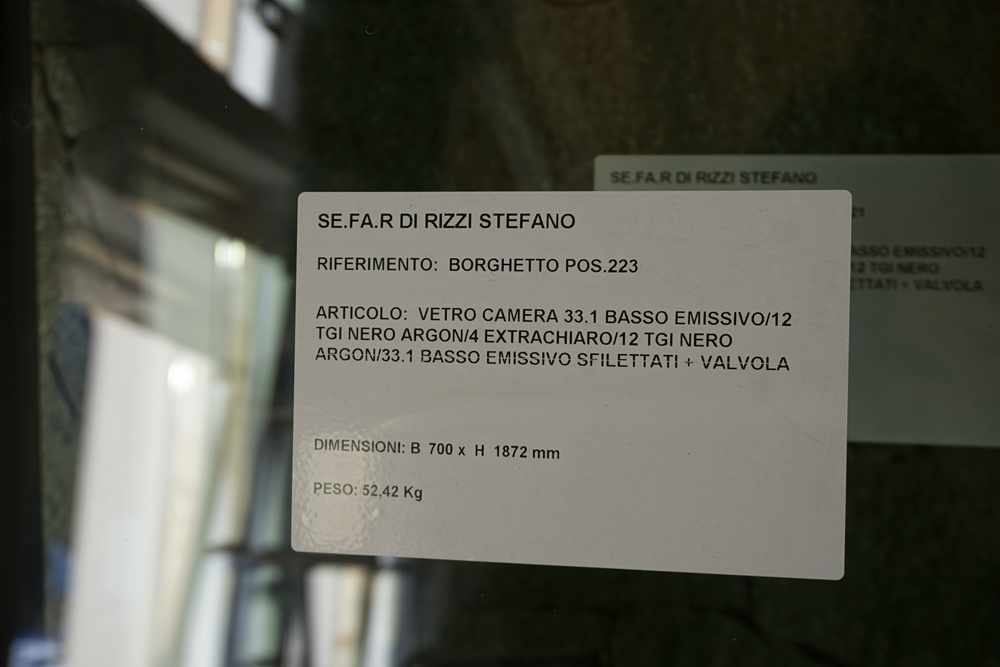 SE.FA.R DI RIZZI STEFANO
RIFERIMENTO: BORGHETTO POS.223
ARTICOLO: VETRO CAMERA 33.1 BASSO EMISSIVO/12
TGI NERO ARGON/4 EXTRACHIARO/12 TGI NERO
ARGON/33.1 BASSO EMISSIVO SFILETTATI + VALVOLA
DIMENSIONI: B 700 x H 1872 mm
PESO: 52,42 Kg
SE.FA.R DI RIZZI STEFANO
21
EMISSIVO/12
12 TGI NERO
+ VALVOLA